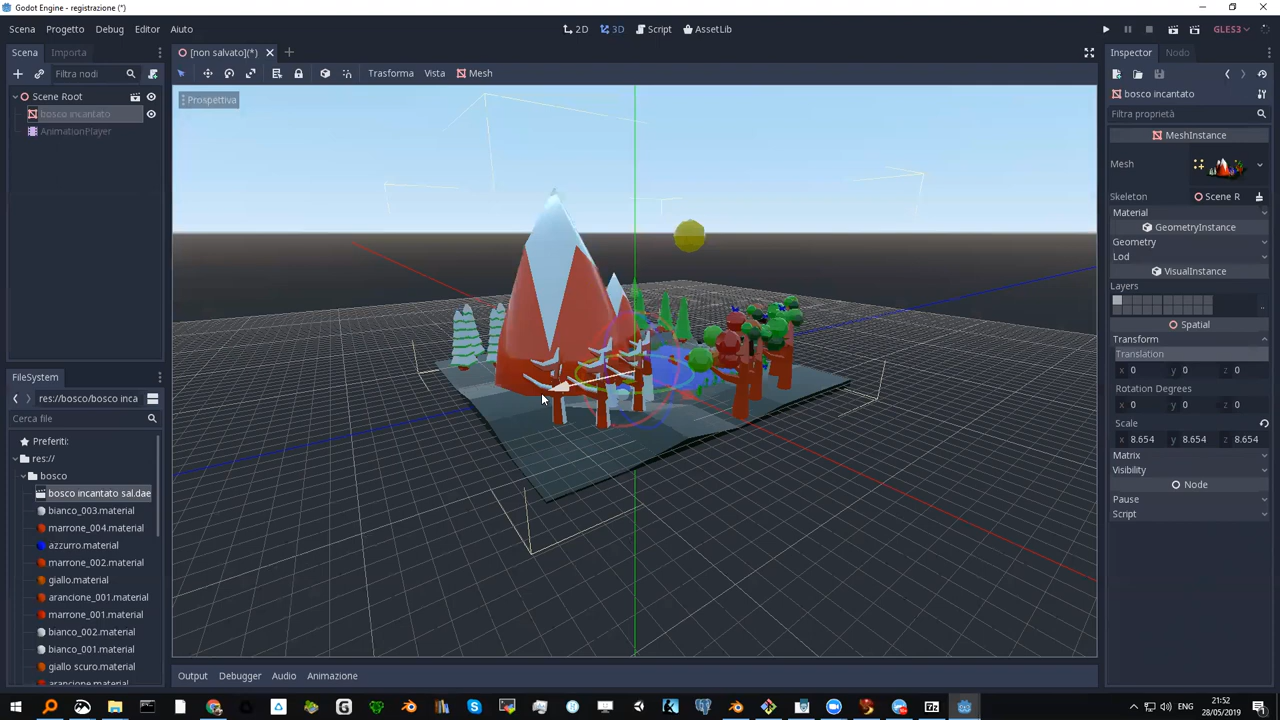 Godot Engine - registrazione (*)
Scena Progetto Debug Editor Aiuto
2D 3D Script AssetLib
GLES3
Scena Importa
[non salvato](*)
Inspector Nodo
Filtra nodi
Trasforma Vista Mesh
Scene Root
bosco incantato
AnimationPlayer
Prospettiva
bosco incantato
Filtra proprietà
MeshInstance
Mesh
Skeleton Scene R
Material
GeometryInstance
Geometry
Lod
VisualInstance
Layers
..
Spatial
Transform
Translation
x 0 y 0 z 0
Rotation Degrees
x 0 y 0 z 0
Scale
x 8.654 y 8.654 z 8.654
Matrix
Visibility
Node
Pause
Script
FileSystem
res://bosco/bosco inca
Cerca file
Preferiti:
res://
bosco
bosco incantato sal.dae
bianco_003.material
marrone_004.material
azzurro.material
marrone_002.material
giallo.material
arancione_001.material
marrone_001.material
bianco_002.material
bianco_001.material
giallo scuro.material
arancione.material
Output Debugger Audio Animazione
ENG
21:52
28/05/2019